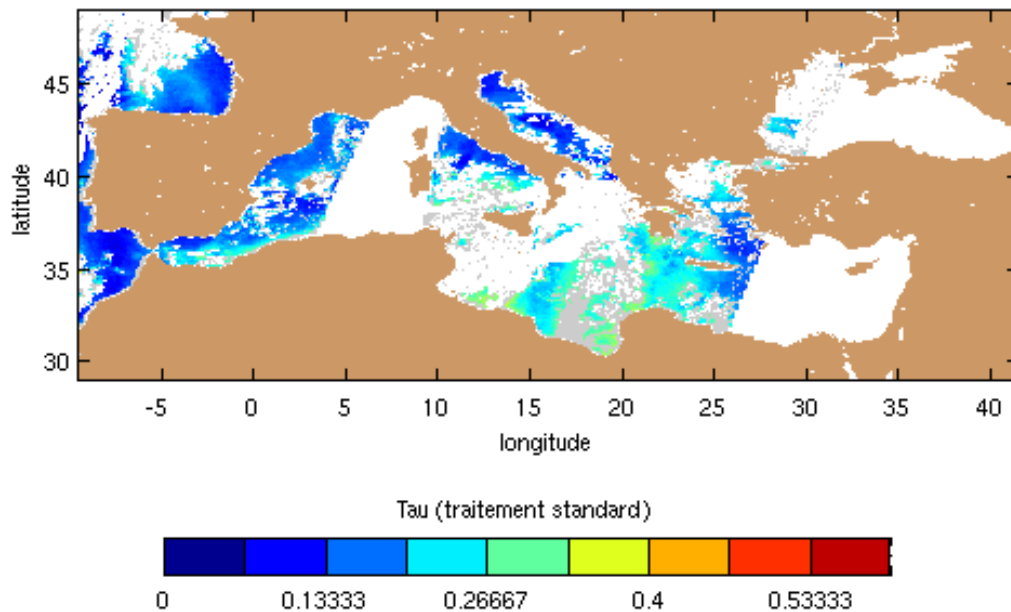 45
40
35
30
latitude
-5 0 5 10 15 20 25 30 35 40
longitude
Tau (traitement standard)
0 0.13333 0.26667 0.4 0.53333